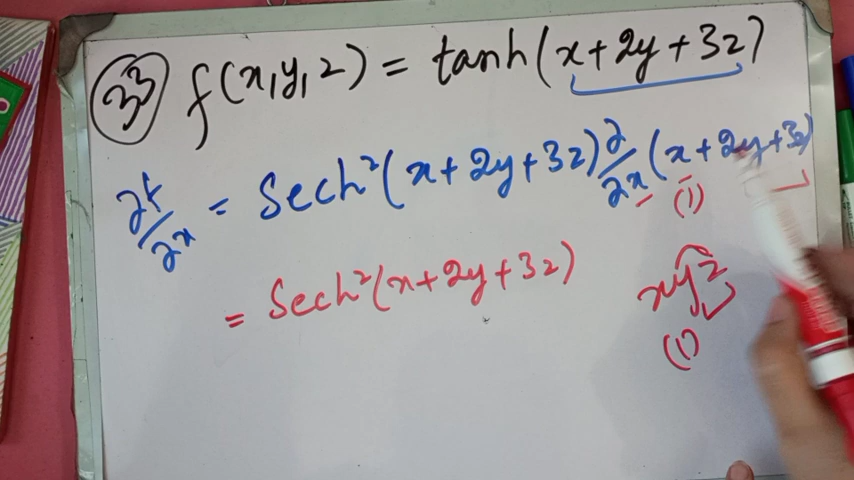 33 f(x,y,z) = tanh(x+2y+3z)
∂f/∂x = Sech²(x+2y+3z) ∂/∂x (x+2y+3z)
(1)
= Sech²(x+2y+3z)
xyz
(1)